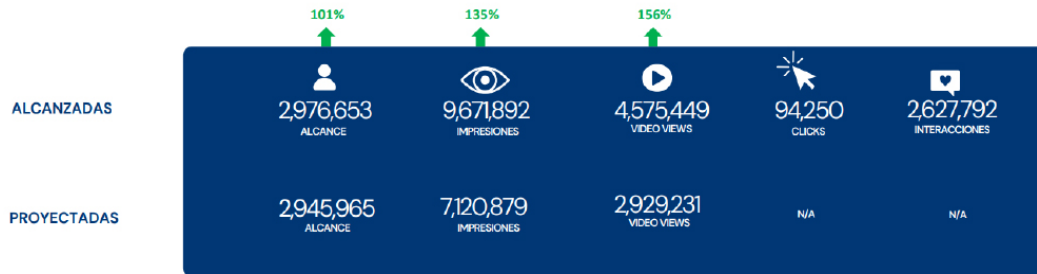 101% 135% 156%
ALCANZADAS
2,976,653 9,671,892 4,575,449 94,250 2,627,792
ALCANCE IMPRESIONES VIDEO VIEWS CLICKS INTERACCIONES
PROYECTADAS
2,945,965 7,120,879 2,929,231 N/A N/A
ALCANCE IMPRESIONES VIDEO VIEWS